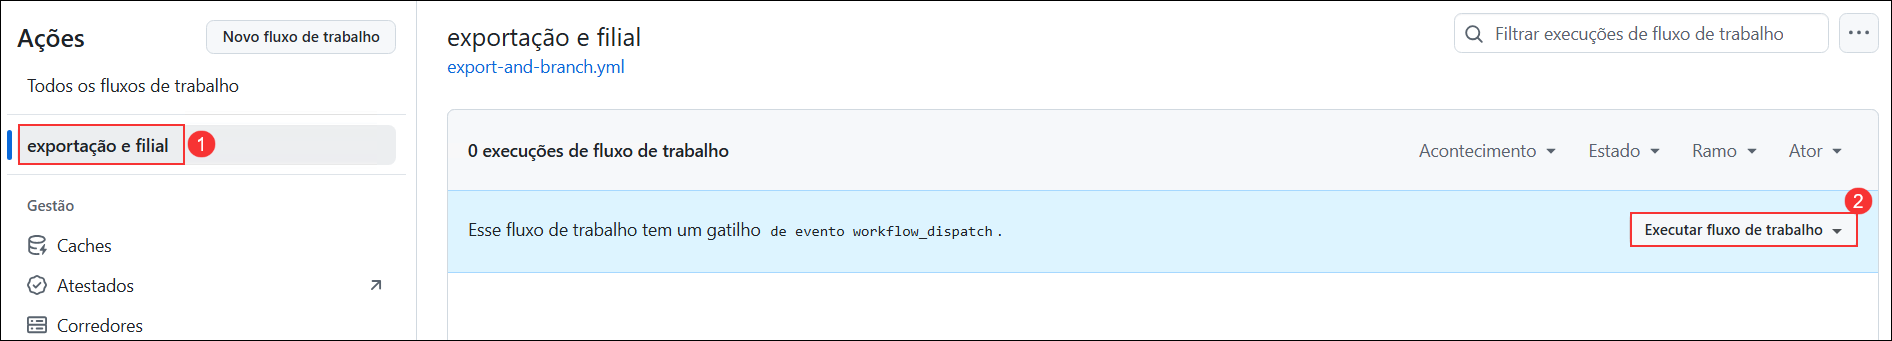 Ações
Novo fluxo de trabalho
Todos os fluxos de trabalho
exportação e filial
1
Gestão
Caches
Atestados
Corredores
exportação e filial
export-and-branch.yml
Filtrar execuções de fluxo de trabalho
0 execuções de fluxo de trabalho
Acontecimento Estado Ramo Ator
2
Esse fluxo de trabalho tem um gatilho de evento workflow_dispatch.
Executar fluxo de trabalho